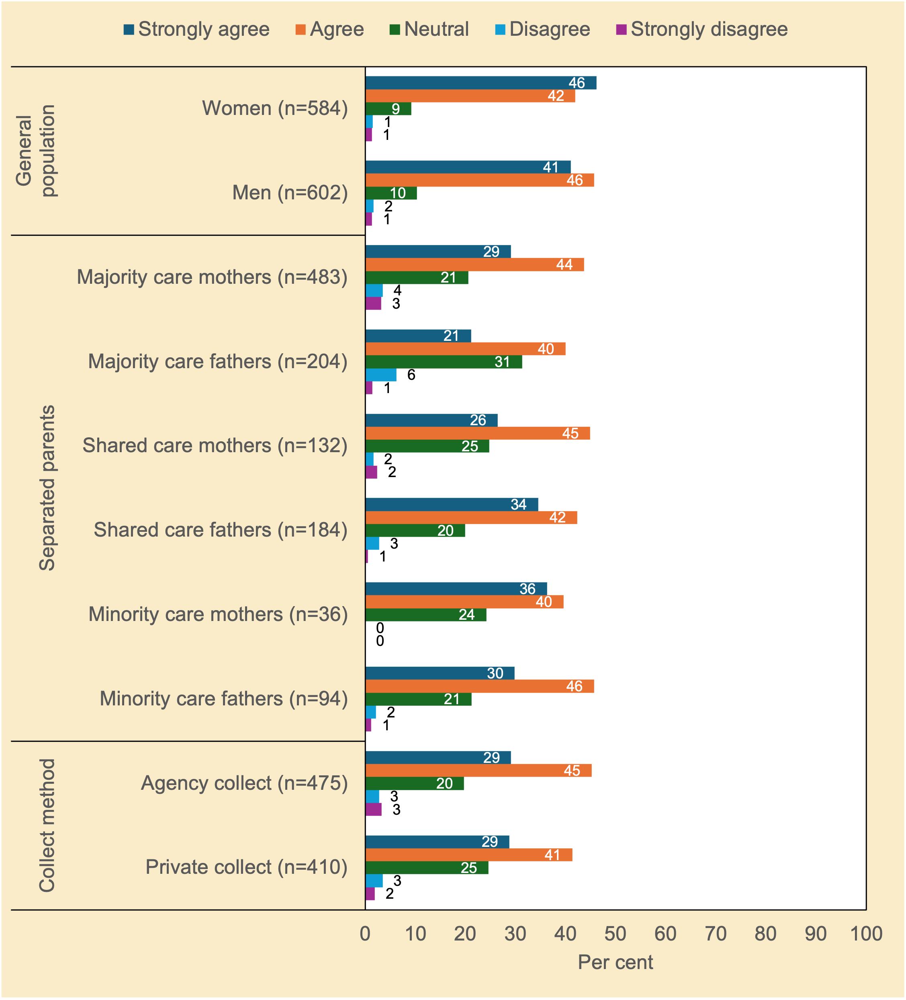 Strongly agree Agree Neutral Disagree Strongly disagree
General
population
Women (n=584)
46
42
9
1
1
Men (n=602)
41
46
10
2
1
Separated parents
Majority care mothers (n=483)
29
44
21
4
3
Majority care fathers (n=204)
21
40
31
6
1
Shared care mothers (n=132)
26
45
25
2
2
Shared care fathers (n=184)
34
42
20
3
1
Minority care mothers (n=36)
36
40
24
0
0
Minority care fathers (n=94)
30
46
21
2
1
Collect method
Agency collect (n=475)
29
45
20
3
3
Private collect (n=410)
29
41
25
3
2
0 10 20 30 40 50 60 70 80 90 100
Per cent